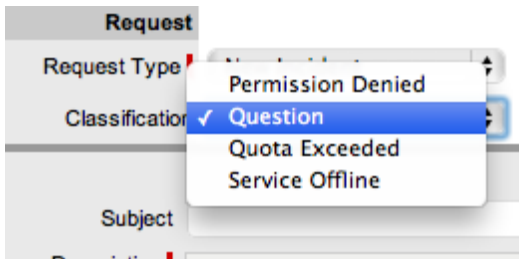 Request
Request Type
Permission Denied
Classification
✓ Question
Quota Exceeded
Service Offline
Subject